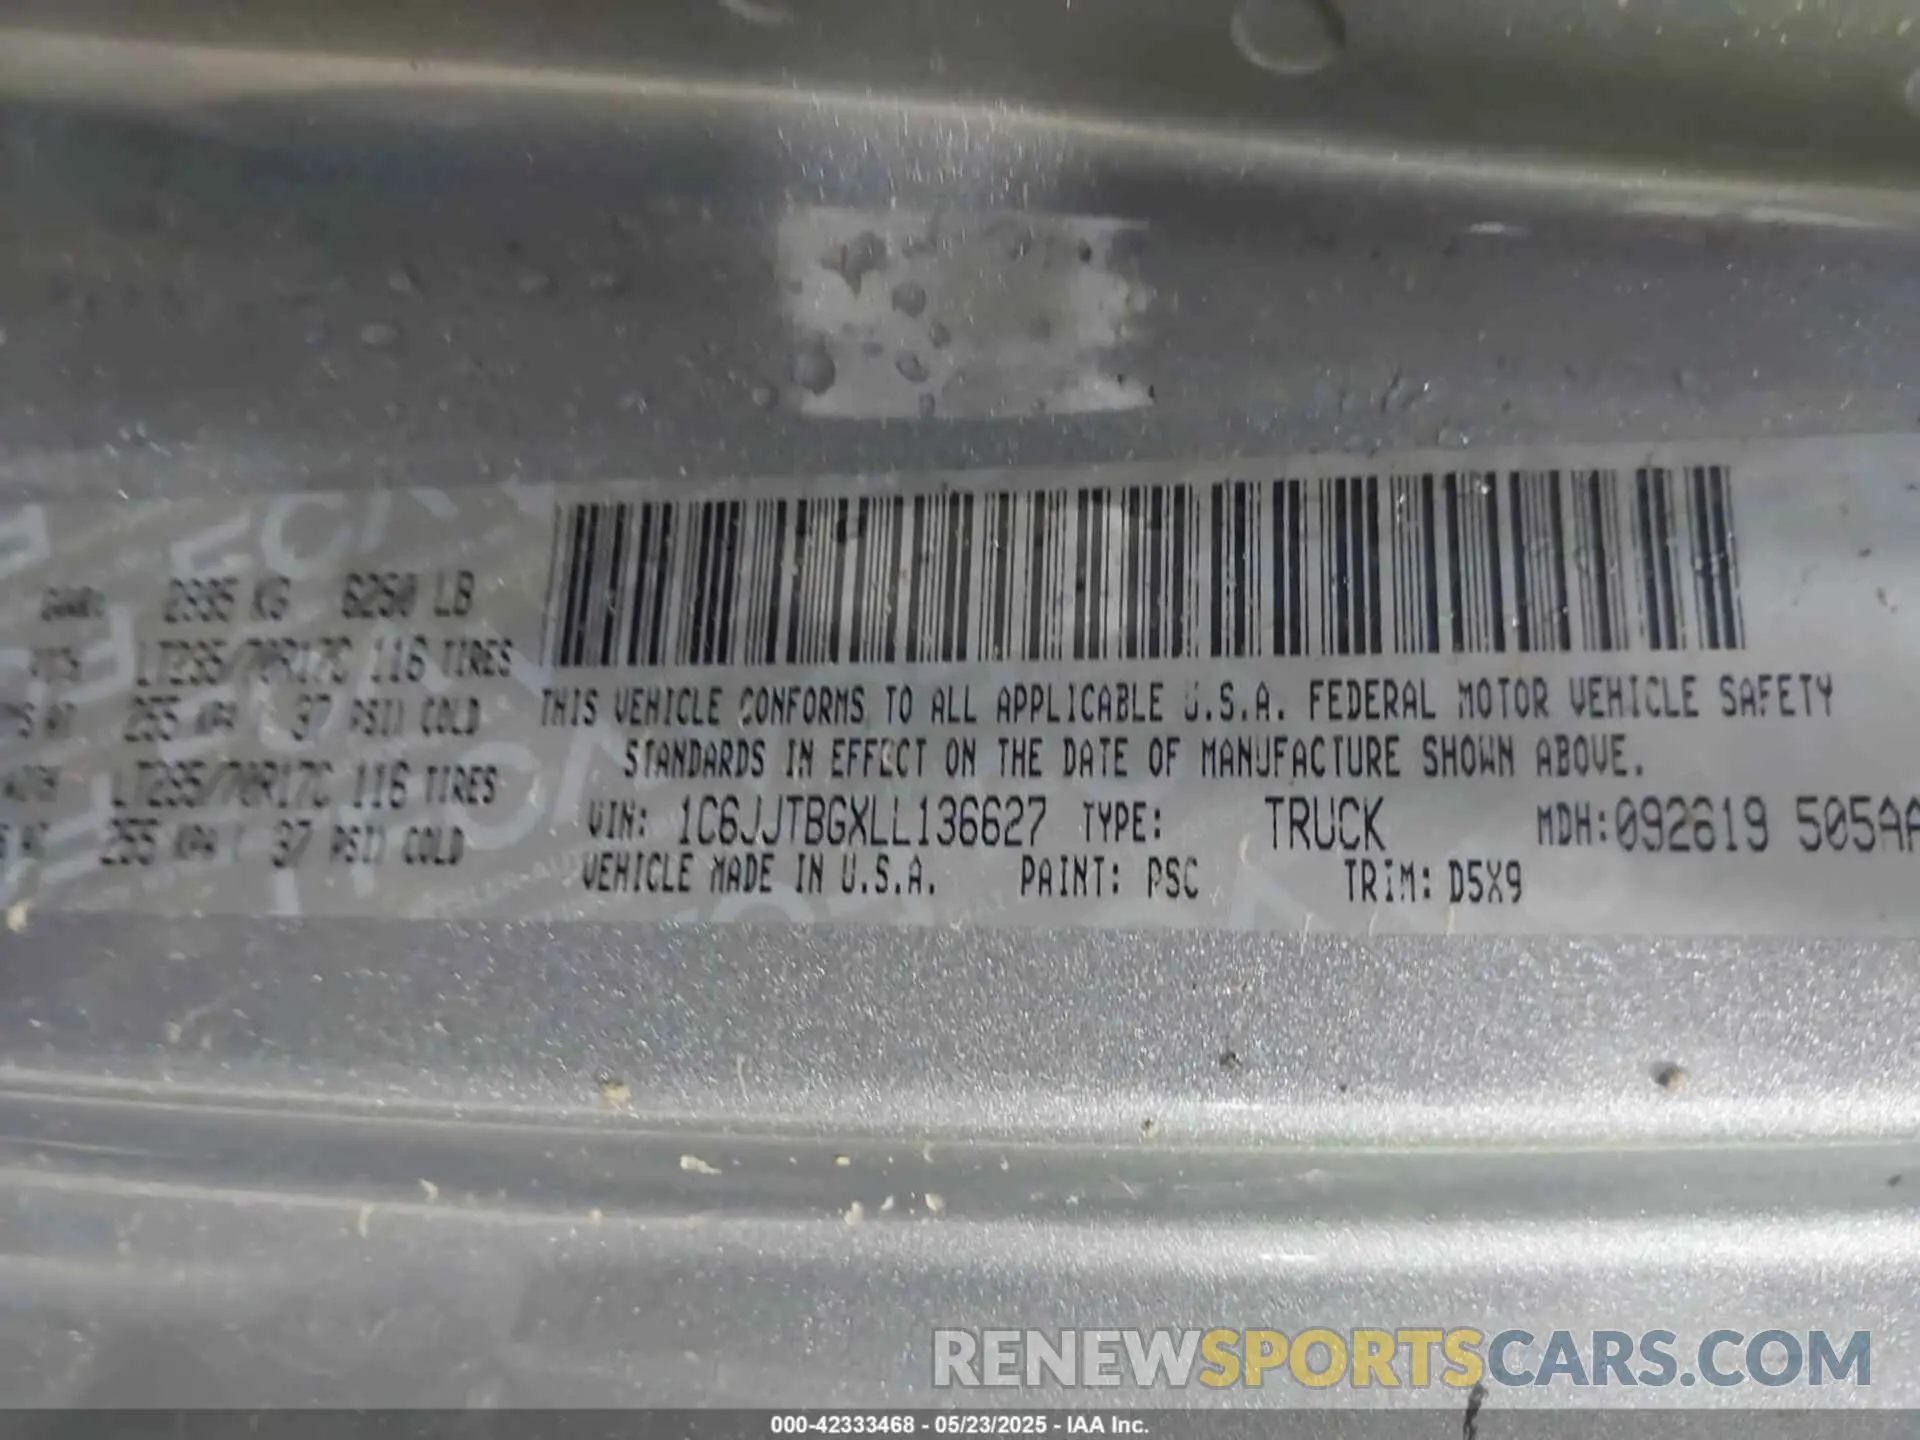 2835 KG 6250 LB
LT295/70R17C 116 TIRES
255 KPA 37 PSI) COLD
LT295/70R17C 116 TIRES
255 KPA ( 37 PSI) COLD
THIS VEHICLE CONFORMS TO ALL APPLICABLE U.S.A. FEDERAL MOTOR VEHICLE SAFETY
STANDARDS IN EFFECT ON THE DATE OF MANUFACTURE SHOWN ABOVE.
VIN: 1C6JJTBGXLL136627 TYPE: TRUCK MDH:092619 505AA
VEHICLE MADE IN U.S.A. PAINT: PSC TRIM: D5X9
RENEWSPORTSCARS.COM
000-42333468 - 05/23/2025 - IAA Inc.